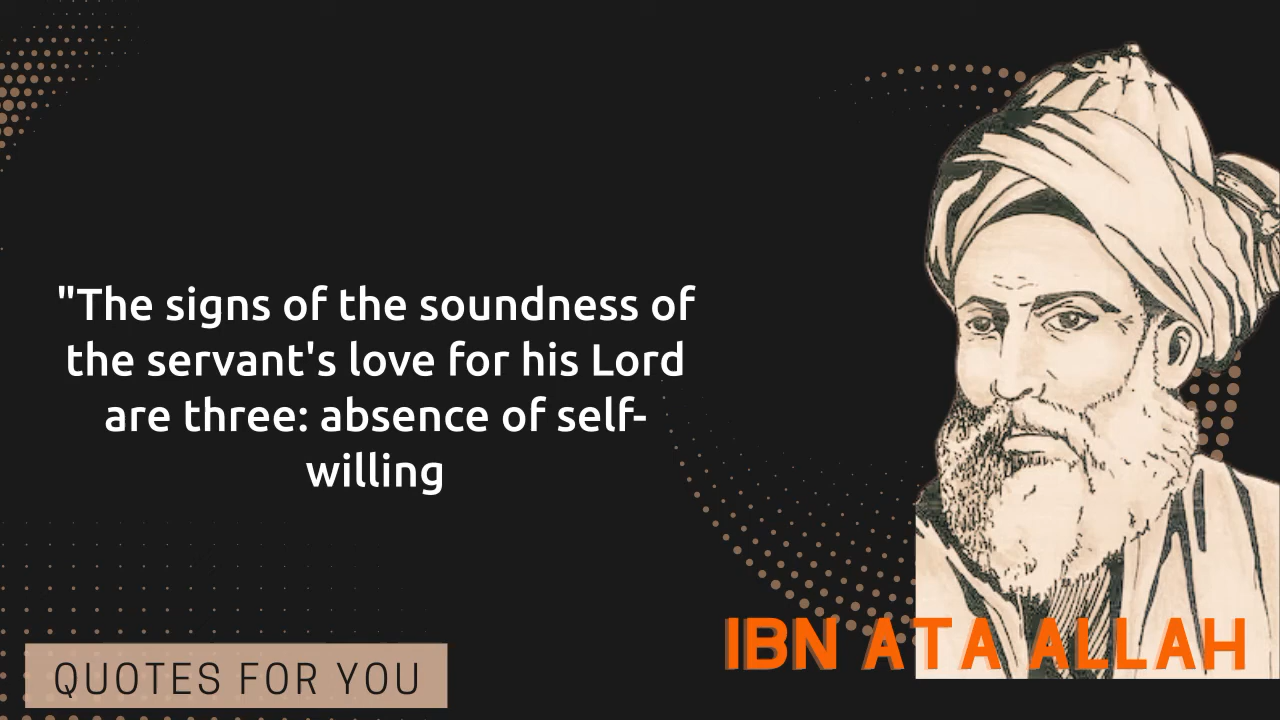 "The signs of the soundness of
the servant's love for his Lord
are three: absence of self-
willing
IBN ATA ALLAH
QUOTES FOR YOU